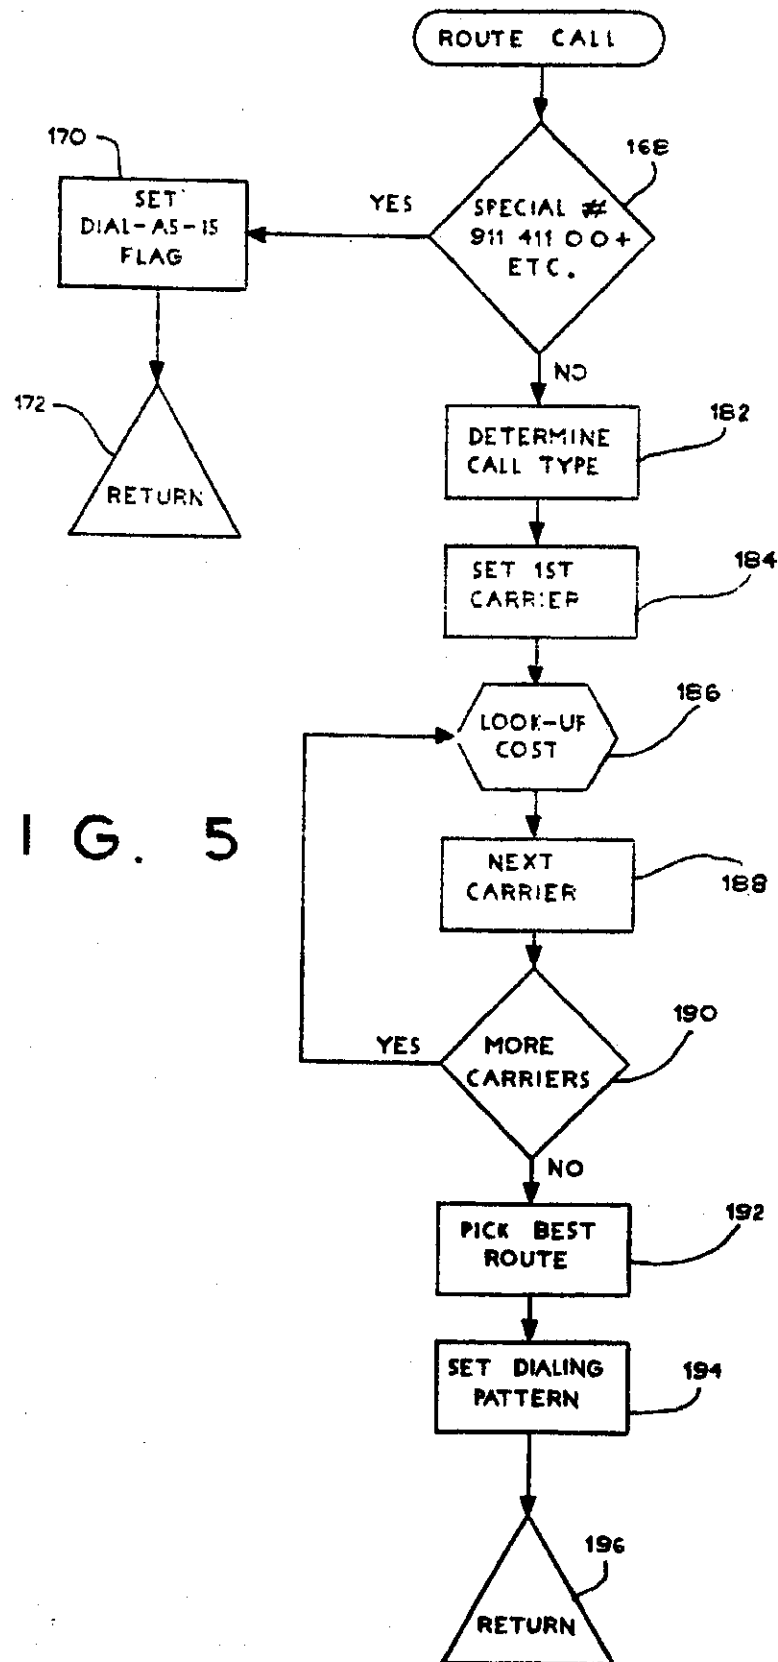 ROUTE CALL
168
SPECIAL #
911 411 00+
ETC.
YES
170
SET
DIAL-AS-IS
FLAG
172
RETURN
NO
182
DETERMINE
CALL TYPE
184
SET 1ST
CARRIER
186
LOOK-UP
COST
188
NEXT
CARRIER
190
MORE
CARRIERS
YES
NO
192
PICK BEST
ROUTE
194
SET DIALING
PATTERN
196
RETURN
I G. 5